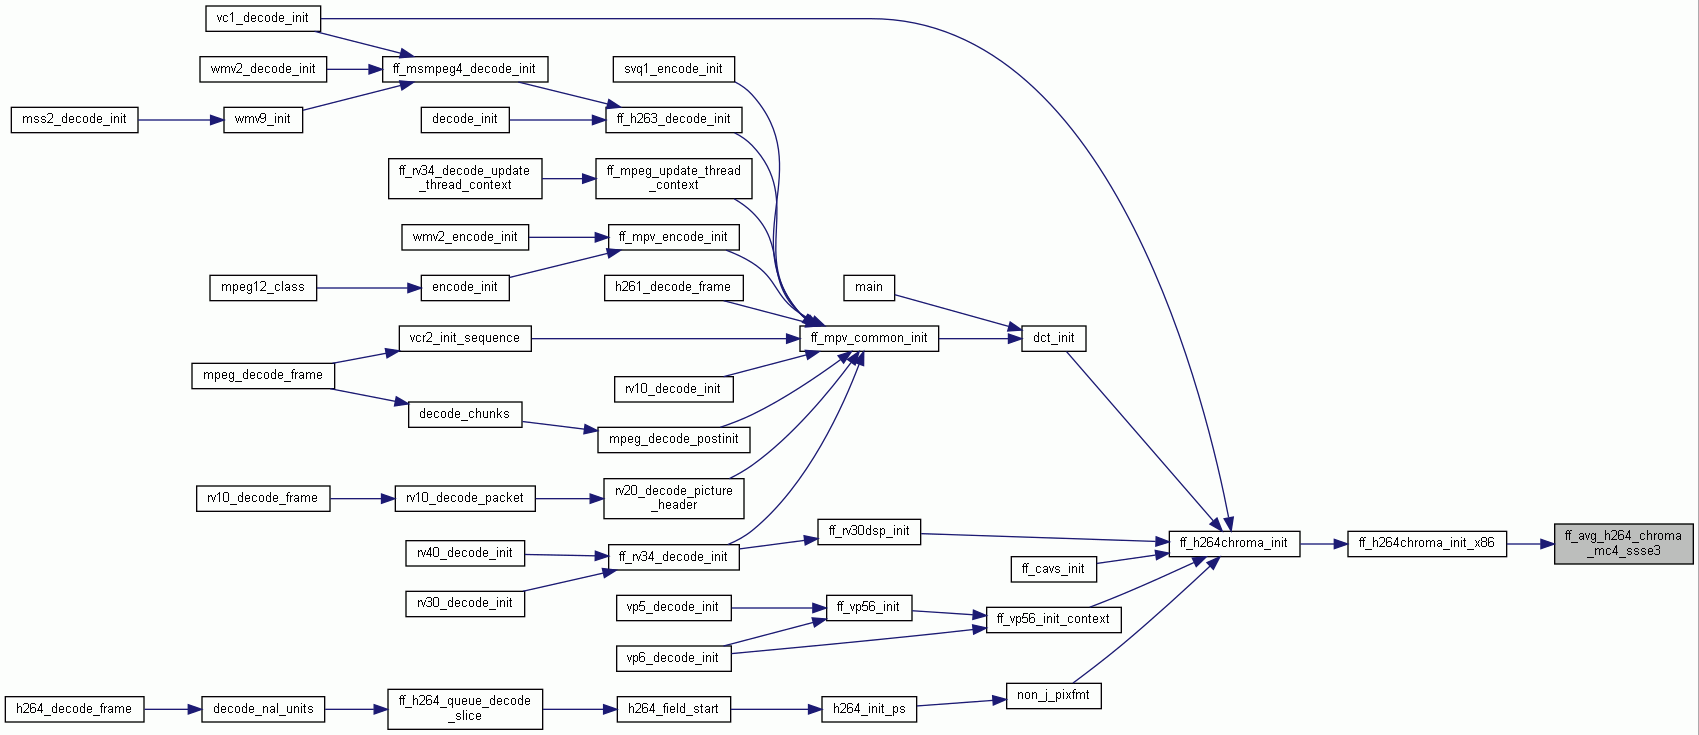 vc1_decode_init
wmv2_decode_init
ff_msmpeg4_decode_init
svq1_encode_init
mss2_decode_init
wmv9_init
decode_init
ff_h263_decode_init
ff_rv34_decode_update
_thread_context
ff_mpeg_update_thread
_context
wmv2_encode_init
ff_mpv_encode_init
mpeg12_class
encode_init
h261_decode_frame
main
vcr2_init_sequence
ff_mpv_common_init
dct_init
mpeg_decode_frame
rv10_decode_init
decode_chunks
mpeg_decode_postinit
rv10_decode_frame
rv10_decode_packet
rv20_decode_picture
_header
ff_rv30dsp_init
rv40_decode_init
ff_rv34_decode_init
ff_h264chroma_init
ff_h264chroma_init_x86
ff_avg_h264_chroma
_mc4_ssse3
ff_cavs_init
rv30_decode_init
vp5_decode_init
ff_vp56_init
ff_vp56_init_context
vp6_decode_init
non_j_pixfmt
h264_decode_frame
decode_nal_units
ff_h264_queue_decode
_slice
h264_field_start
h264_init_ps